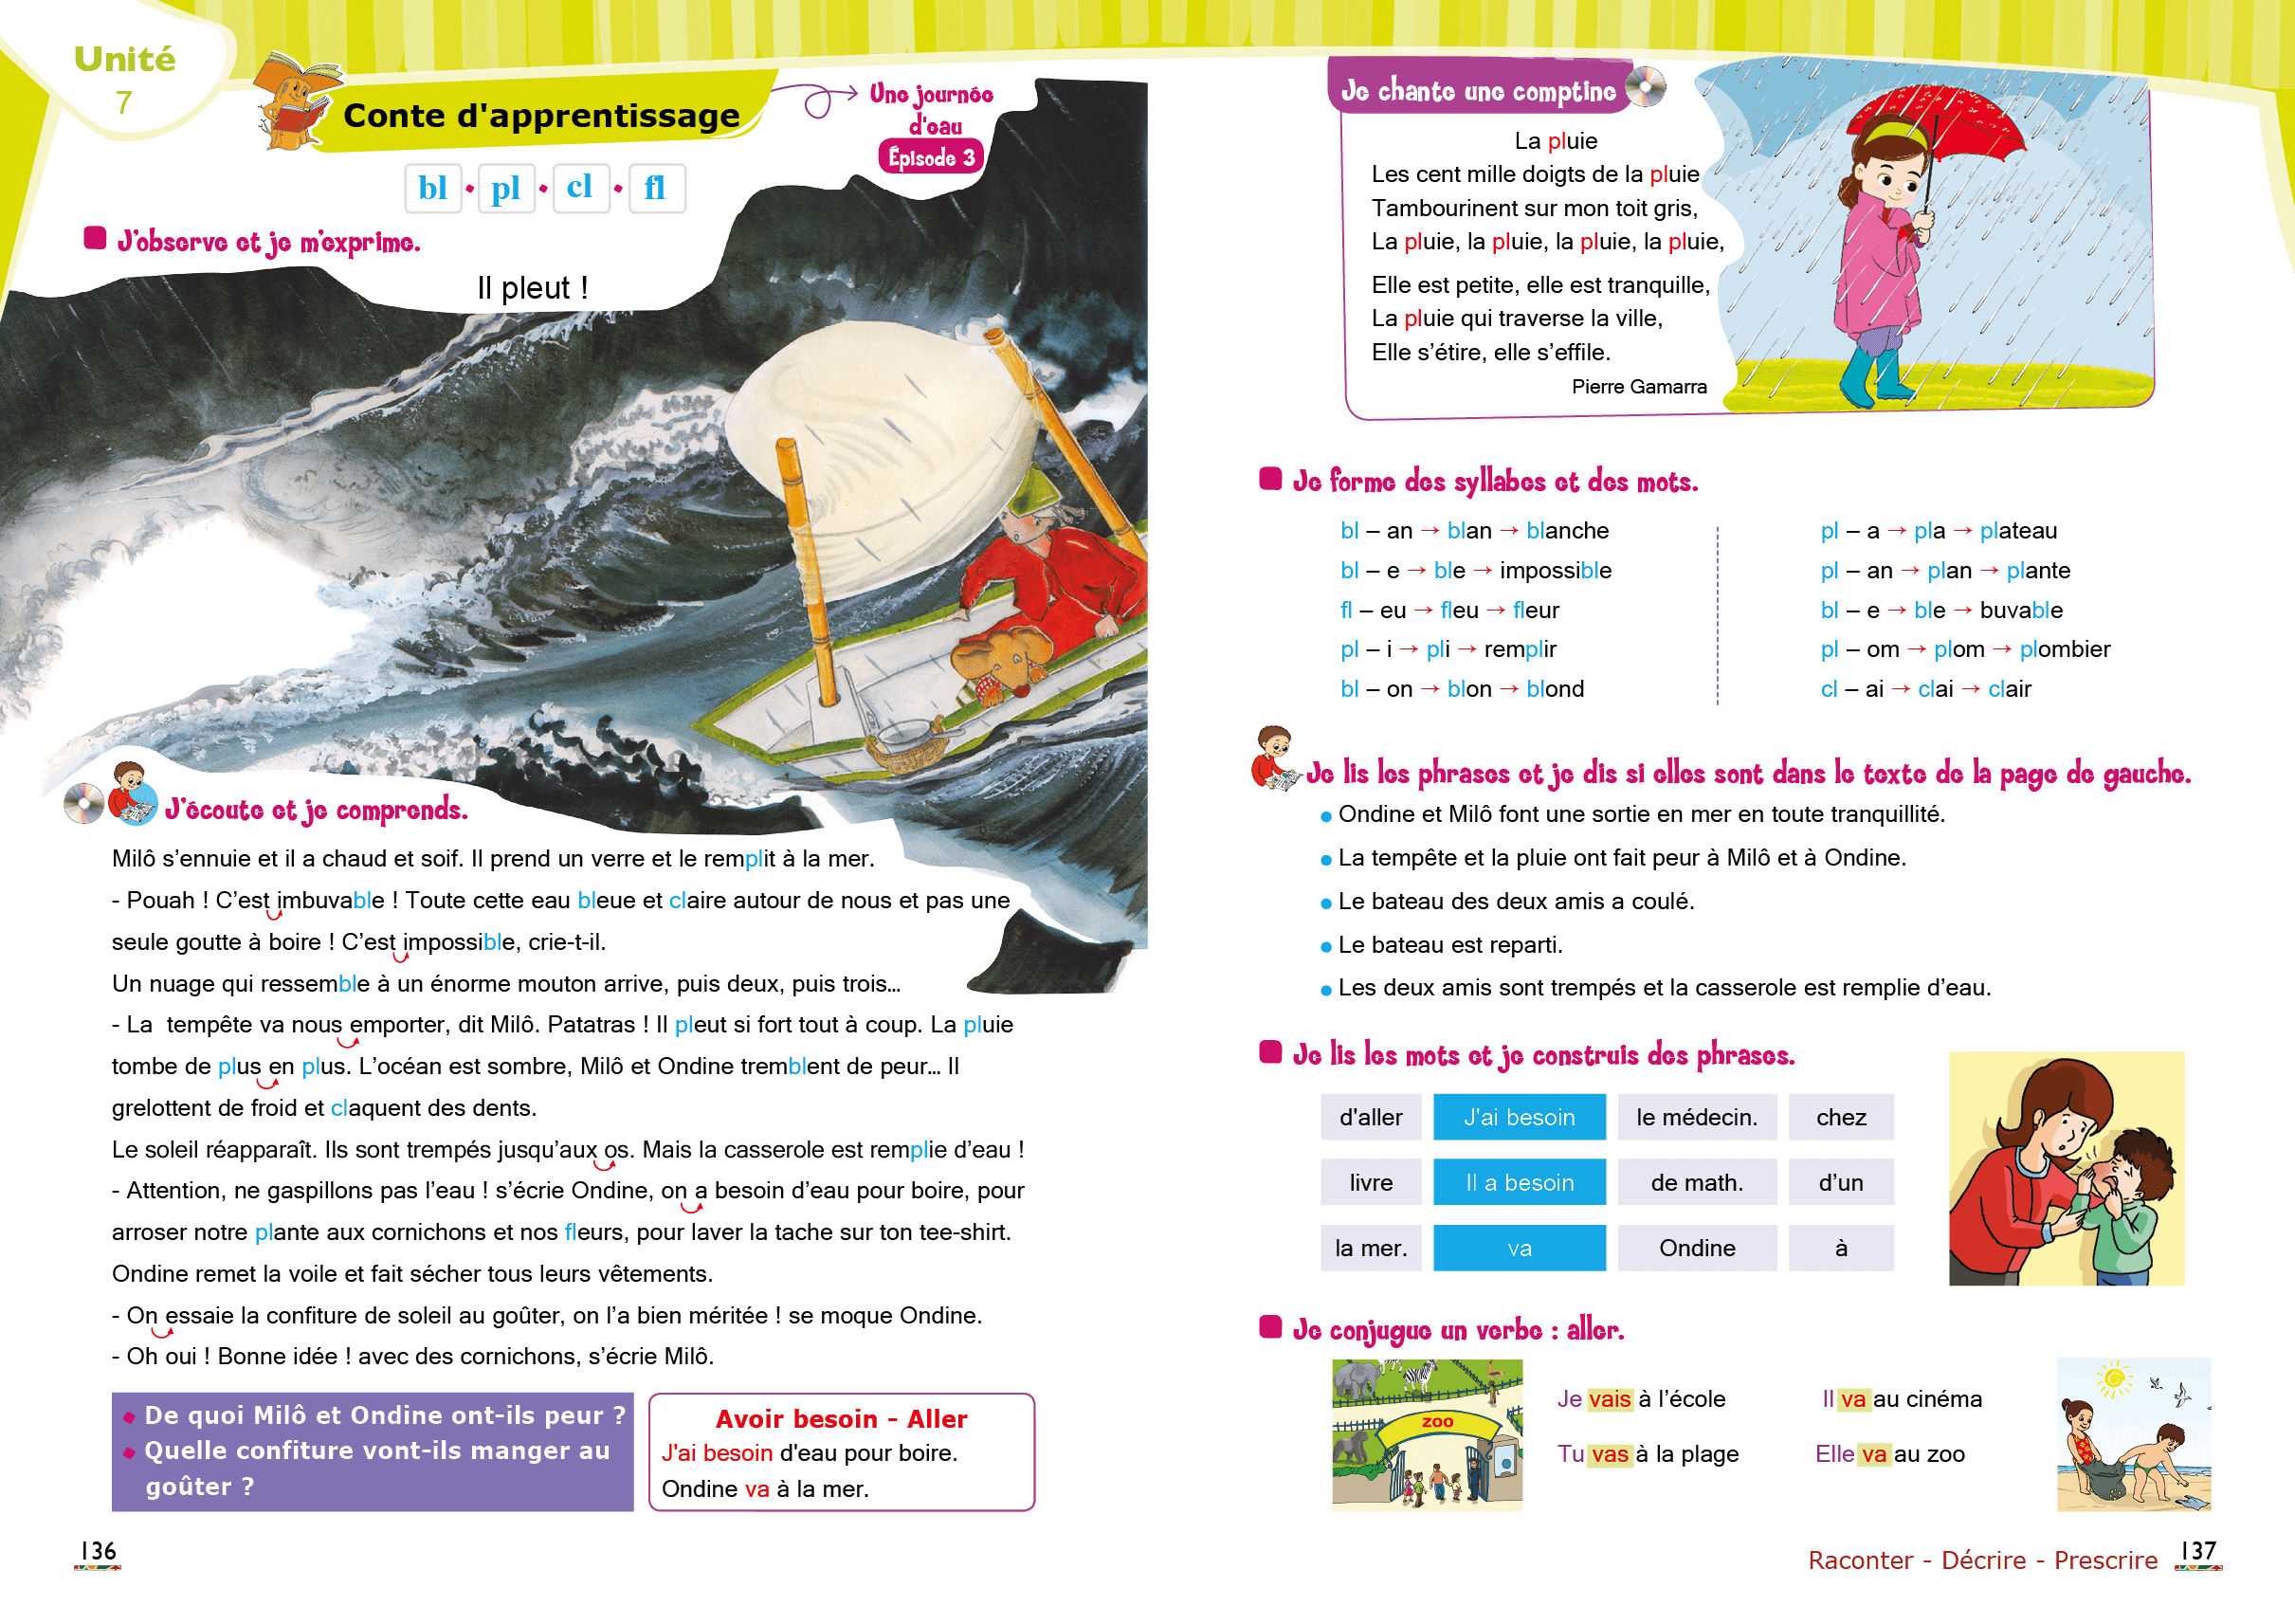 Unité
7
Conte d'apprentissage
Une journée
d'eau
Épisode 3
bl • pl • cl • fl
J'observe et je m'exprime.
Il pleut !
J'écoute et je comprends.
Milô s'ennuie et il a chaud et soif. Il prend un verre et le remplit à la mer.
- Pouah ! C'est imbuvable ! Toute cette eau bleue et claire autour de nous et pas une
seule goutte à boire ! C'est impossible, crie-t-il.
Un nuage qui ressemble à un énorme mouton arrive, puis deux, puis trois...
- La tempête va nous emporter, dit Milô. Patatras ! Il pleut si fort tout à coup. La pluie
tombe de plus en plus. L'océan est sombre, Milô et Ondine tremblent de peur... Il
grelottent de froid et claquent des dents.
Le soleil réapparaît. Ils sont trempés jusqu'aux os. Mais la casserole est remplie d'eau !
- Attention, ne gaspillons pas l'eau ! s'écrie Ondine, on a besoin d'eau pour boire, pour
arroser notre plante aux cornichons et nos fleurs, pour laver la tache sur ton tee-shirt.
Ondine remet la voile et fait sécher tous leurs vêtements.
- On essaie la confiture de soleil au goûter, on l'a bien méritée ! se moque Ondine.
- Oh oui ! Bonne idée ! avec des cornichons, s'écrie Milô.
De quoi Milô et Ondine ont-ils peur ?
Quelle confiture vont-ils manger au
goûter ?
Avoir besoin - Aller
J'ai besoin d'eau pour boire.
Ondine va à la mer.
136
Je chante une comptine
La pluie
Les cent mille doigts de la pluie
Tambourinent sur mon toit gris,
La pluie, la pluie, la pluie, la pluie,
Elle est petite, elle est tranquille,
La pluie qui traverse la ville,
Elle s'étire, elle s'effile.
Pierre Gamarra
Je forme des syllabes et des mots.
bl – an → blan → blanche
bl – e → ble → impossible
fl – eu → fleu → fleur
pl – i → pli → remplir
bl – on → blon → blond
pl – a → pla → plateau
pl – an → plan → plante
bl – e → ble → buvable
pl – om → plom → plombier
cl – ai → clai → clair
Je lis les phrases et je dis si elles sont dans le texte de la page de gauche.
• Ondine et Milô font une sortie en mer en toute tranquillité.
• La tempête et la pluie ont fait peur à Milô et à Ondine.
• Le bateau des deux amis a coulé.
• Le bateau est reparti.
• Les deux amis sont trempés et la casserole est remplie d'eau.
Je lis les mots et je construis des phrases.
d'aller J'ai besoin le médecin. chez
livre Il a besoin de math. d'un
la mer. va Ondine à
Je conjugue un verbe : aller.
zoo
Je vais à l'école
Tu vas à la plage
Il va au cinéma
Elle va au zoo
Raconter - Décrire - Prescrire
137